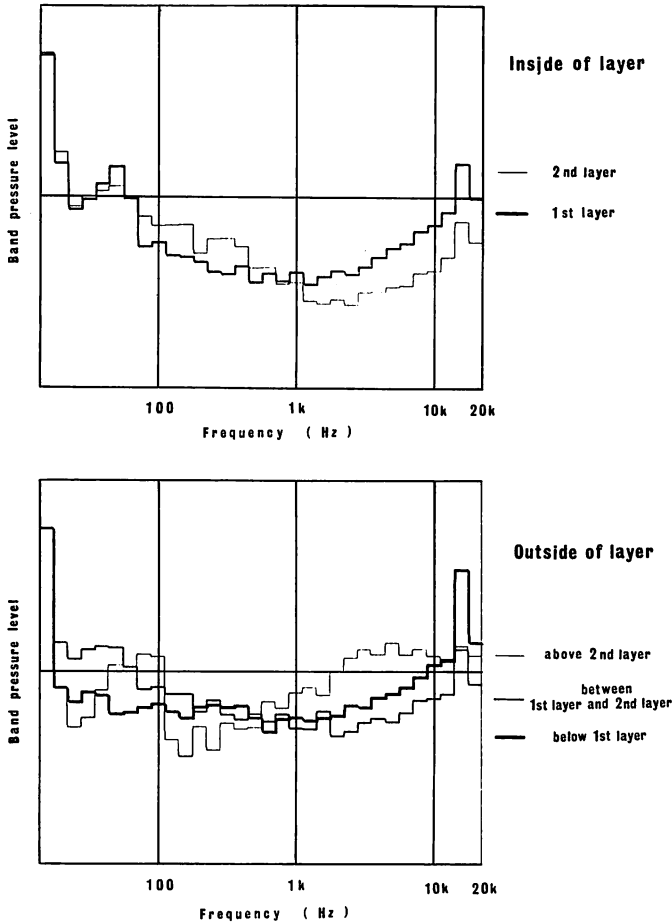 Inside of layer
Band pressure level
2nd layer
1st layer
100 1k 10k 20k
Frequency ( Hz )
Outside of layer
Band pressure level
above 2nd layer
between
1st layer and 2nd layer
below 1st layer
100 1k 10k 20k
Frequency ( Hz )